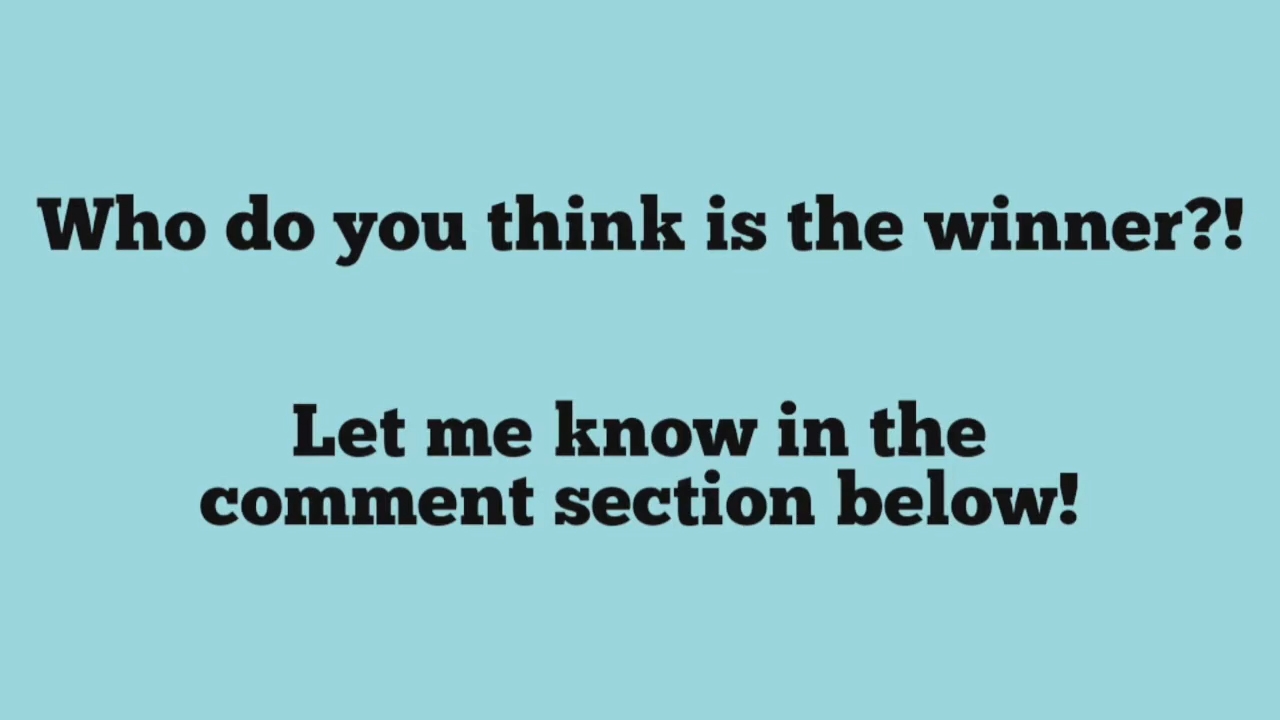 Who do you think is the winner?!
Let me know in the
comment section below!